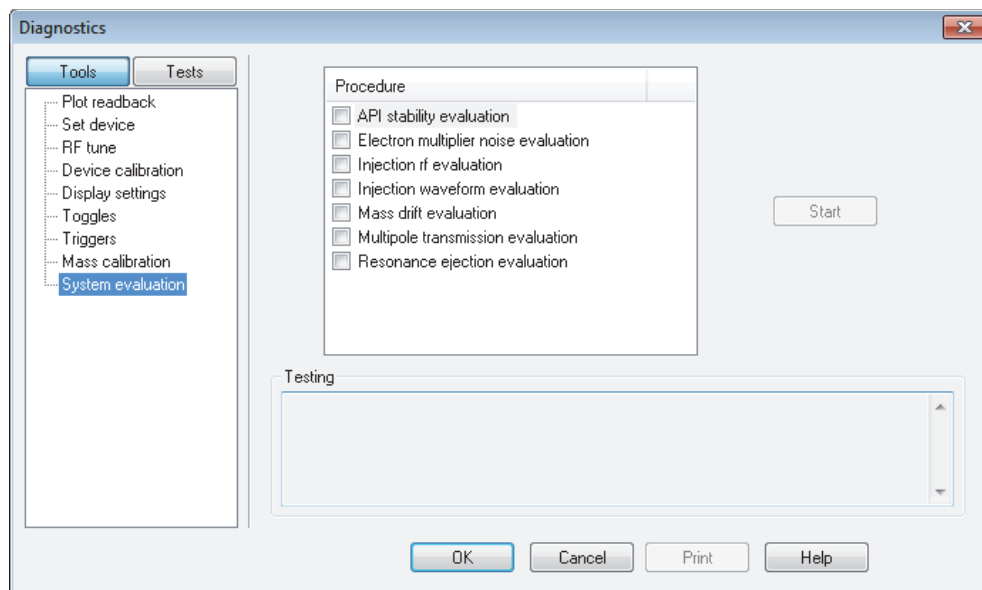 Diagnostics
Tools Tests
Plot readback
Set device
RF tune
Device calibration
Display settings
Toggles
Triggers
Mass calibration
System evaluation
Procedure
API stability evaluation
Electron multiplier noise evaluation
Injection rf evaluation
Injection waveform evaluation
Mass drift evaluation
Multipole transmission evaluation
Resonance ejection evaluation
Start
Testing
OK Cancel Print Help